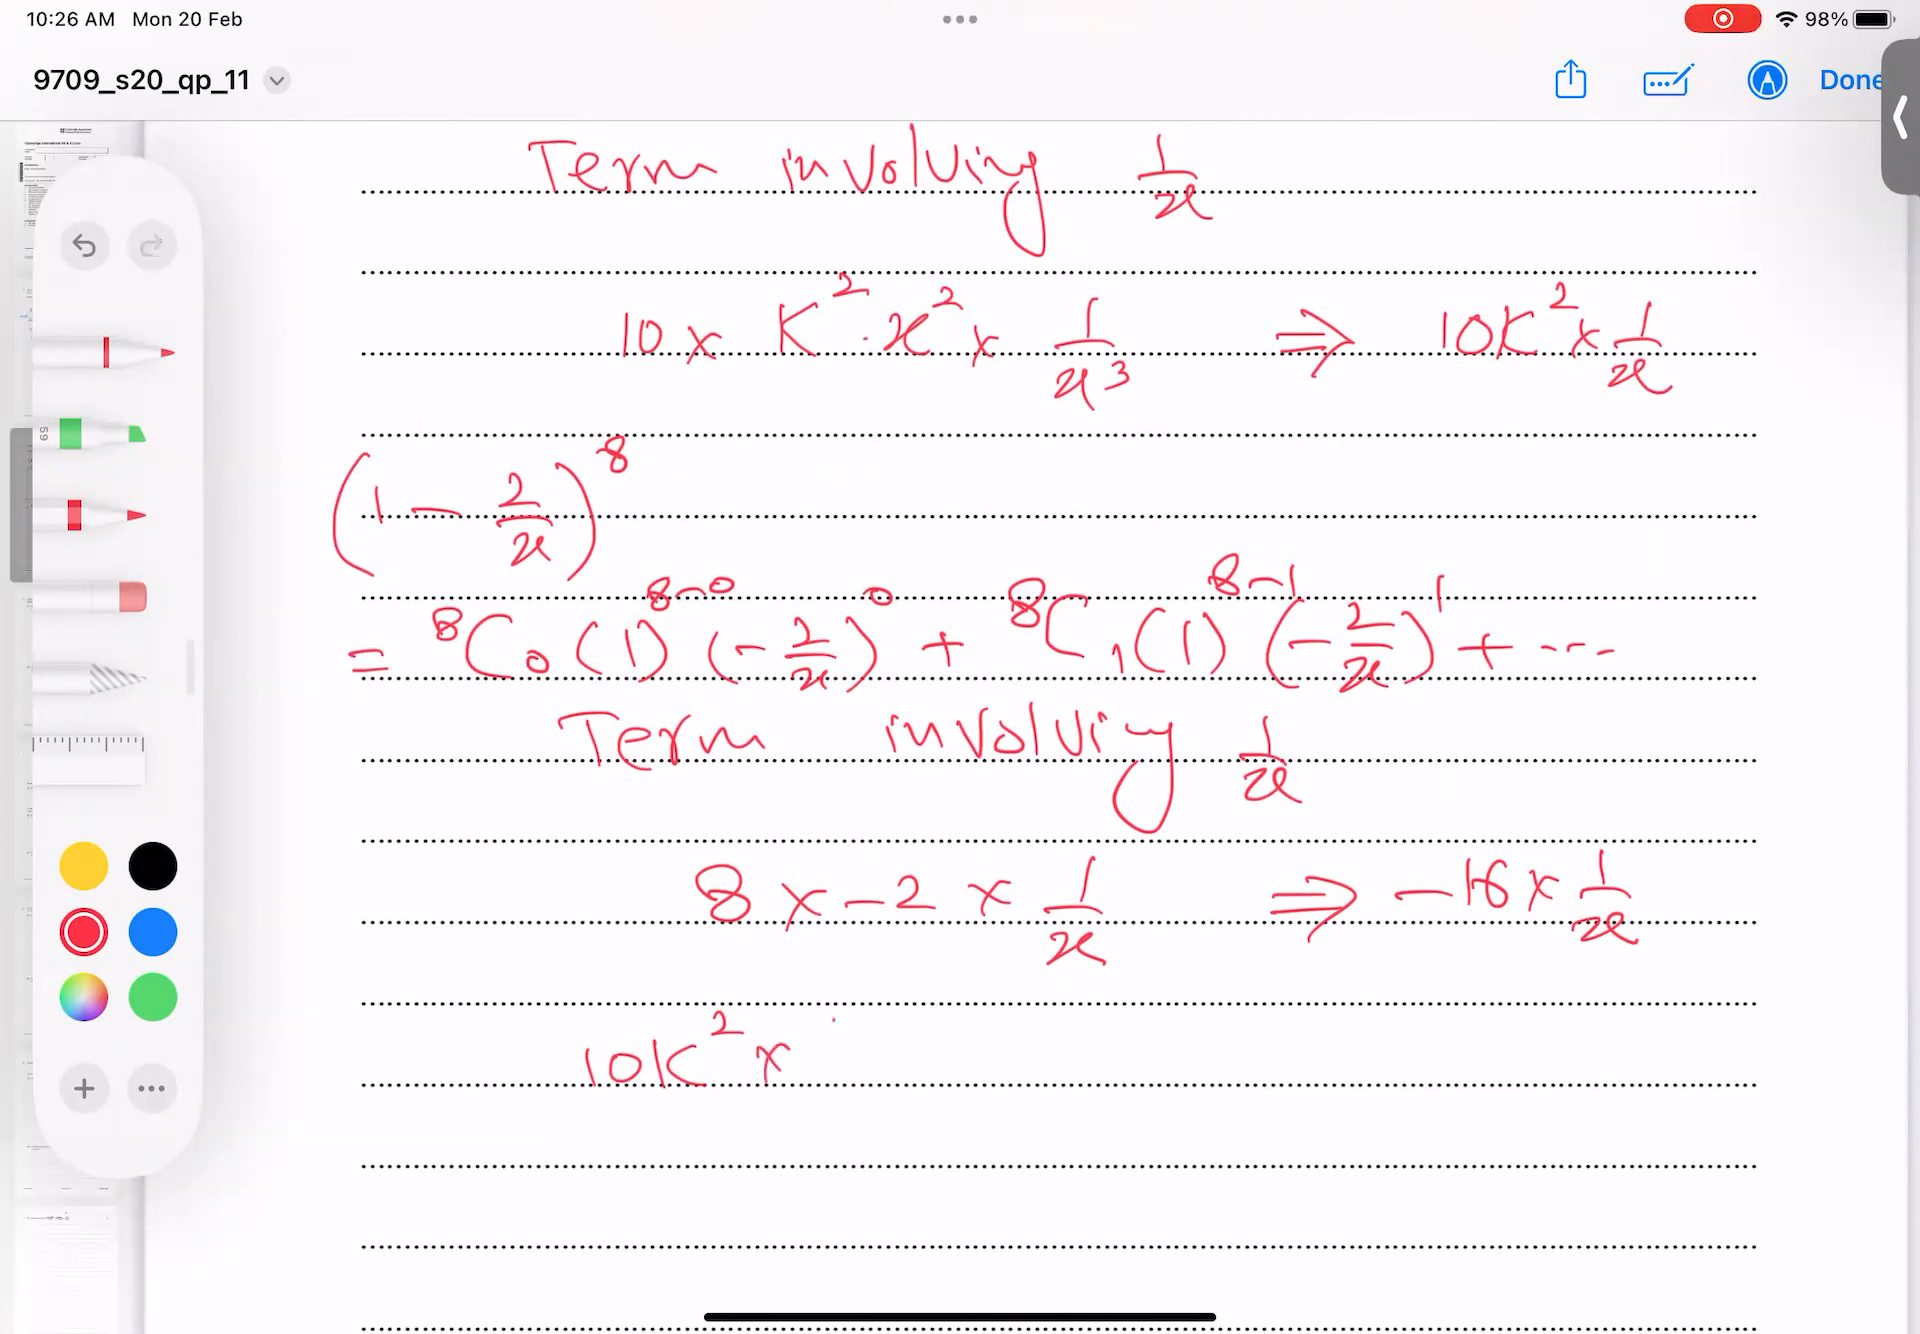 10:26 AM Mon 20 Feb 98%
9709_s20_qp_11 Done
Term involving 1/x
10 × K² · x² × 1/x³ ⇒ 10K² × 1/x
(1 - 2/x)⁸
= ⁸C₀ (1)⁸⁻⁰ (-2/x)⁰ + ⁸C₁ (1)⁸⁻¹ (-2/x)¹ + ---
Term involving 1/x
8 × -2 × 1/x ⇒ -16 × 1/x
10K² ×
59